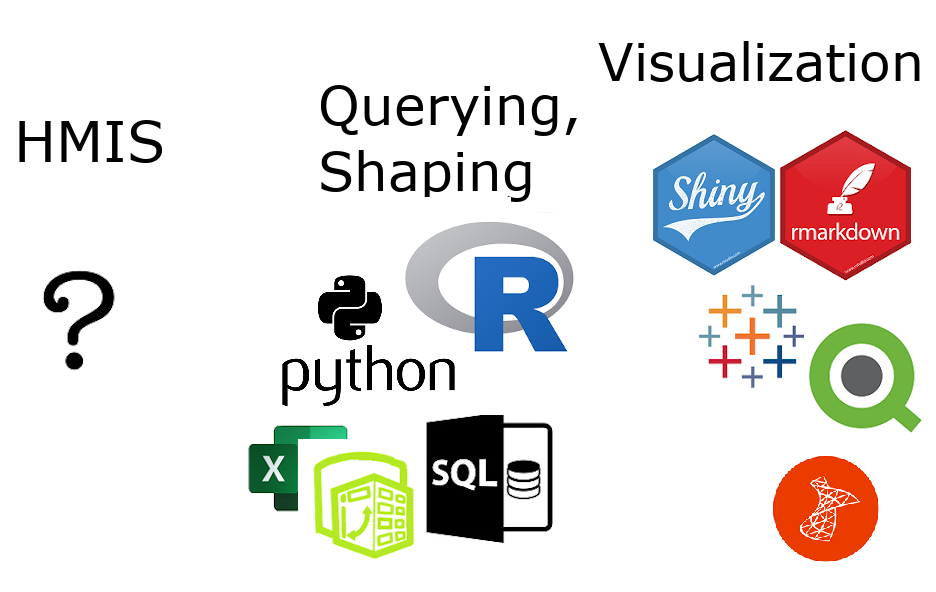 HMIS
?
Querying,
Shaping
python
R
X
SQL
Visualization
Shiny
rmarkdown